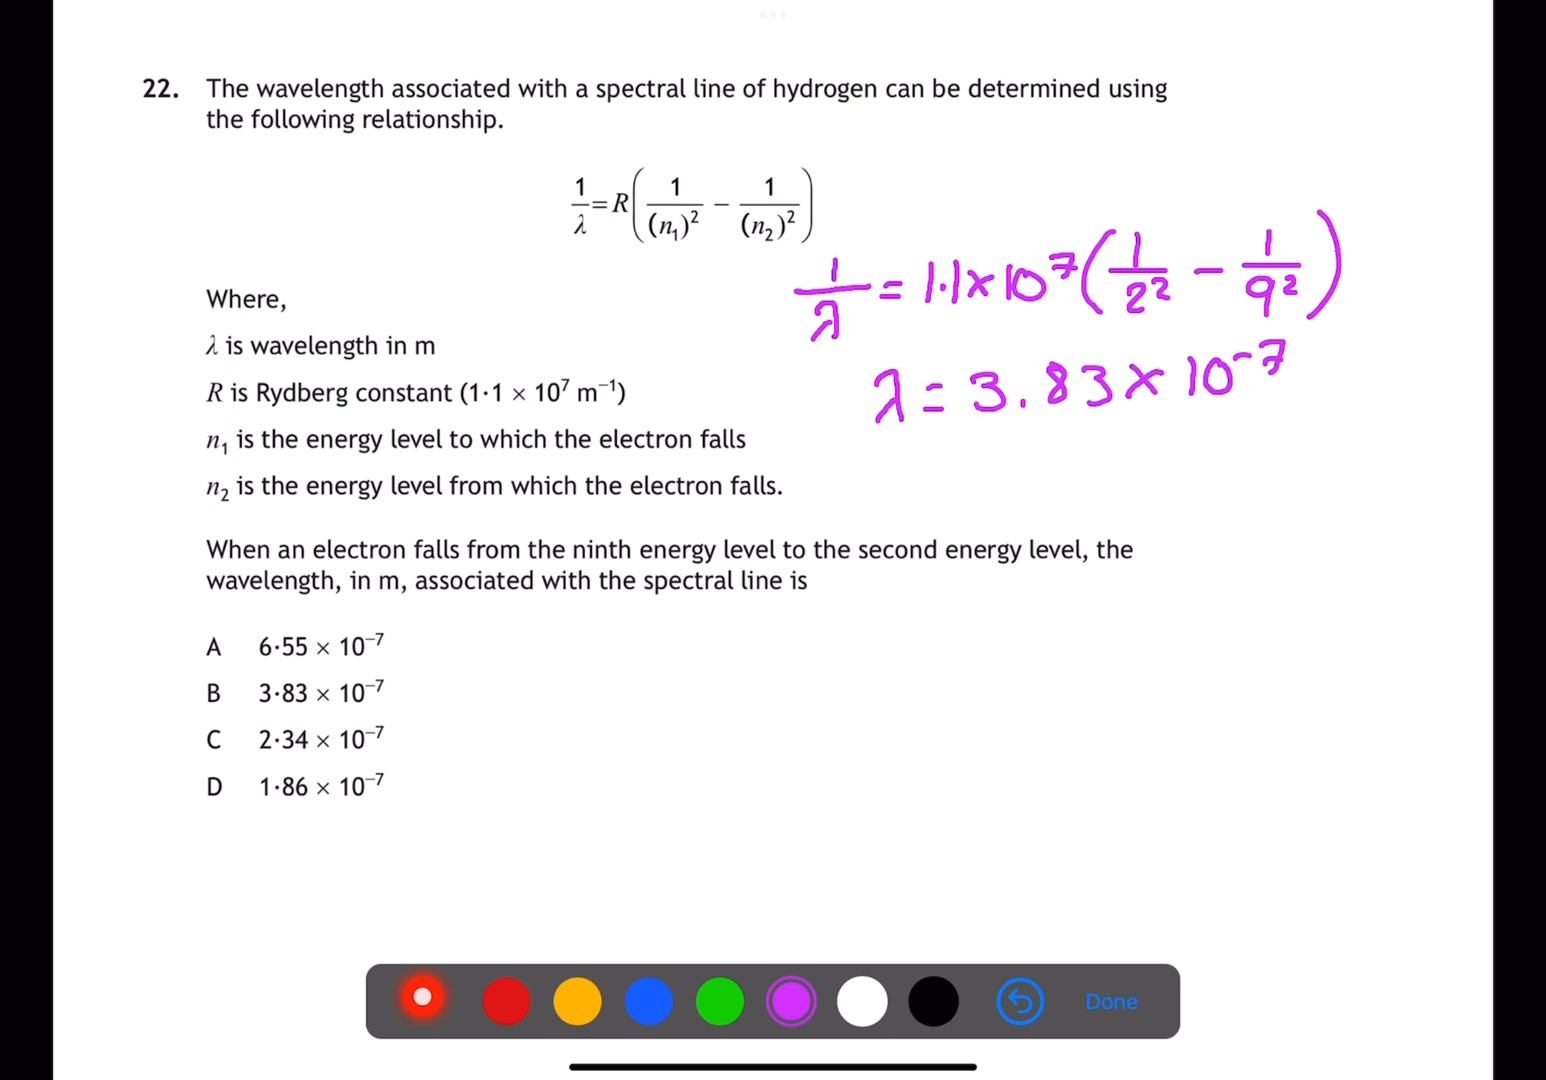 22. The wavelength associated with a spectral line of hydrogen can be determined using
the following relationship.
1/λ = R(1/(n₁)² − 1/(n₂)²)
1/λ = 1.1×10⁷(1/2² − 1/9²)
Where,
λ is wavelength in m
λ = 3.83×10⁻⁷
R is Rydberg constant (1·1 × 10⁷ m⁻¹)
n₁ is the energy level to which the electron falls
n₂ is the energy level from which the electron falls.
When an electron falls from the ninth energy level to the second energy level, the
wavelength, in m, associated with the spectral line is
A 6·55 × 10⁻⁷
B 3·83 × 10⁻⁷
C 2·34 × 10⁻⁷
D 1·86 × 10⁻⁷
Done